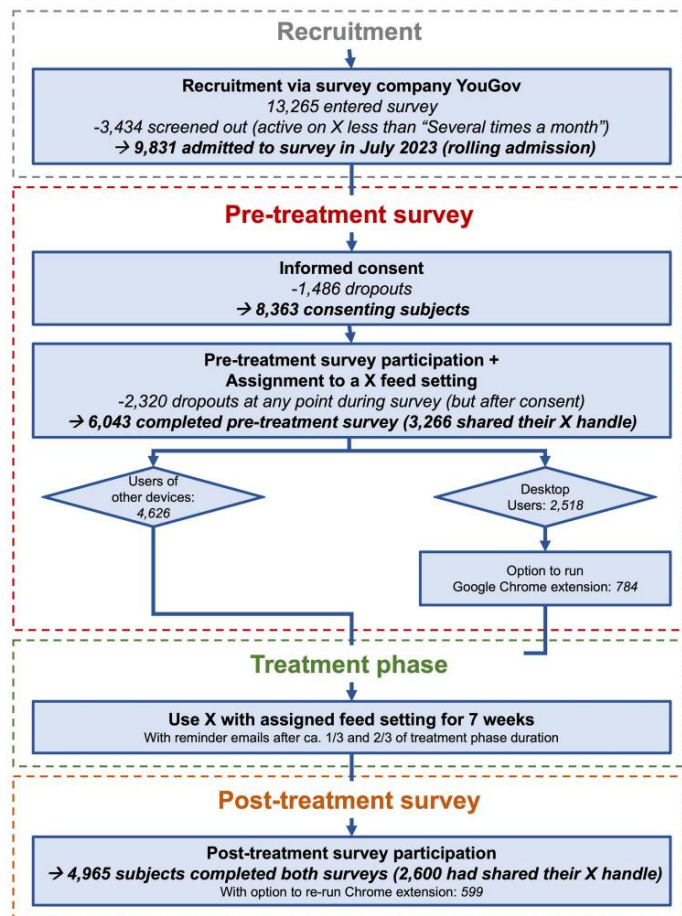 Recruitment
Recruitment via survey company YouGov
13,265 entered survey
-3,434 screened out (active on X less than “Several times a month”)
→ 9,831 admitted to survey in July 2023 (rolling admission)
Pre-treatment survey
Informed consent
-1,486 dropouts
→ 8,363 consenting subjects
Pre-treatment survey participation +
Assignment to a X feed setting
-2,320 dropouts at any point during survey (but after consent)
→ 6,043 completed pre-treatment survey (3,266 shared their X handle)
Users of
other devices:
4,626
Desktop
Users: 2,518
Option to run
Google Chrome extension: 784
Treatment phase
Use X with assigned feed setting for 7 weeks
With reminder emails after ca. 1/3 and 2/3 of treatment phase duration
Post-treatment survey
Post-treatment survey participation
→ 4,965 subjects completed both surveys (2,600 had shared their X handle)
With option to re-run Chrome extension: 599